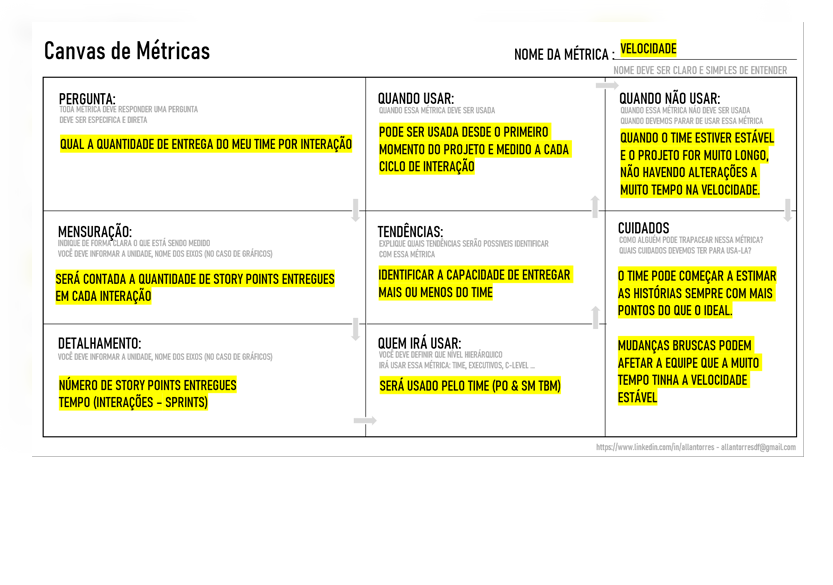 Canvas de Métricas
NOME DA MÉTRICA : VELOCIDADE
NOME DEVE SER CLARO E SIMPLES DE ENTENDER
PERGUNTA:
TODA MÉTRICA DEVE RESPONDER UMA PERGUNTA
DEVE SER ESPECIFICA E DIRETA
QUAL A QUANTIDADE DE ENTREGA DO MEU TIME POR INTERAÇÃO
MENSURAÇÃO:
INDIQUE DE FORMA CLARA O QUE ESTÁ SENDO MEDIDO
VOCÊ DEVE INFORMAR A UNIDADE, NOME DOS EIXOS (NO CASO DE GRÁFICOS)
SERÁ CONTADA A QUANTIDADE DE STORY POINTS ENTREGUES
EM CADA INTERAÇÃO
DETALHAMENTO:
VOCÊ DEVE INFORMAR A UNIDADE, NOME DOS EIXOS (NO CASO DE GRÁFICOS)
NÚMERO DE STORY POINTS ENTREGUES
TEMPO (INTERAÇÕES – SPRINTS)
QUANDO USAR:
QUANDO ESSA MÉTRICA DEVE SER USADA
PODE SER USADA DESDE O PRIMEIRO
MOMENTO DO PROJETO E MEDIDO A CADA
CICLO DE INTERAÇÃO
TENDÊNCIAS:
EXPLIQUE QUAIS TENDÊNCIAS SERÃO POSSIVEIS IDENTIFICAR
COM ESSA MÉTRICA
IDENTIFICAR A CAPACIDADE DE ENTREGAR
MAIS OU MENOS DO TIME
QUEM IRÁ USAR:
VOCÊ DEVE DEFINIR QUE NÍVEL HIERÁRQUICO
IRÁ USAR ESSA MÉTRICA: TIME, EXECUTIVOS, C-LEVEL ...
SERÁ USADO PELO TIME (PO & SM TBM)
QUANDO NÃO USAR:
QUANDO ESSA MÉTRICA NÃO DEVE SER USADA
QUANDO DEVEMOS PARAR DE USAR ESSA MÉTRICA
QUANDO O TIME ESTIVER ESTÁVEL
E O PROJETO FOR MUITO LONGO,
NÃO HAVENDO ALTERAÇÕES A
MUITO TEMPO NA VELOCIDADE.
CUIDADOS
COMO ALGUÉM PODE TRAPACEAR NESSA MÉTRICA?
QUAIS CUIDADOS DEVEMOS TER PARA USA-LA?
O TIME PODE COMEÇAR A ESTIMAR
AS HISTÓRIAS SEMPRE COM MAIS
PONTOS DO QUE O IDEAL.
MUDANÇAS BRUSCAS PODEM
AFETAR A EQUIPE QUE A MUITO
TEMPO TINHA A VELOCIDADE
ESTÁVEL
https://www.linkedin.com/in/allantorres - allantorresdf@gmail.com